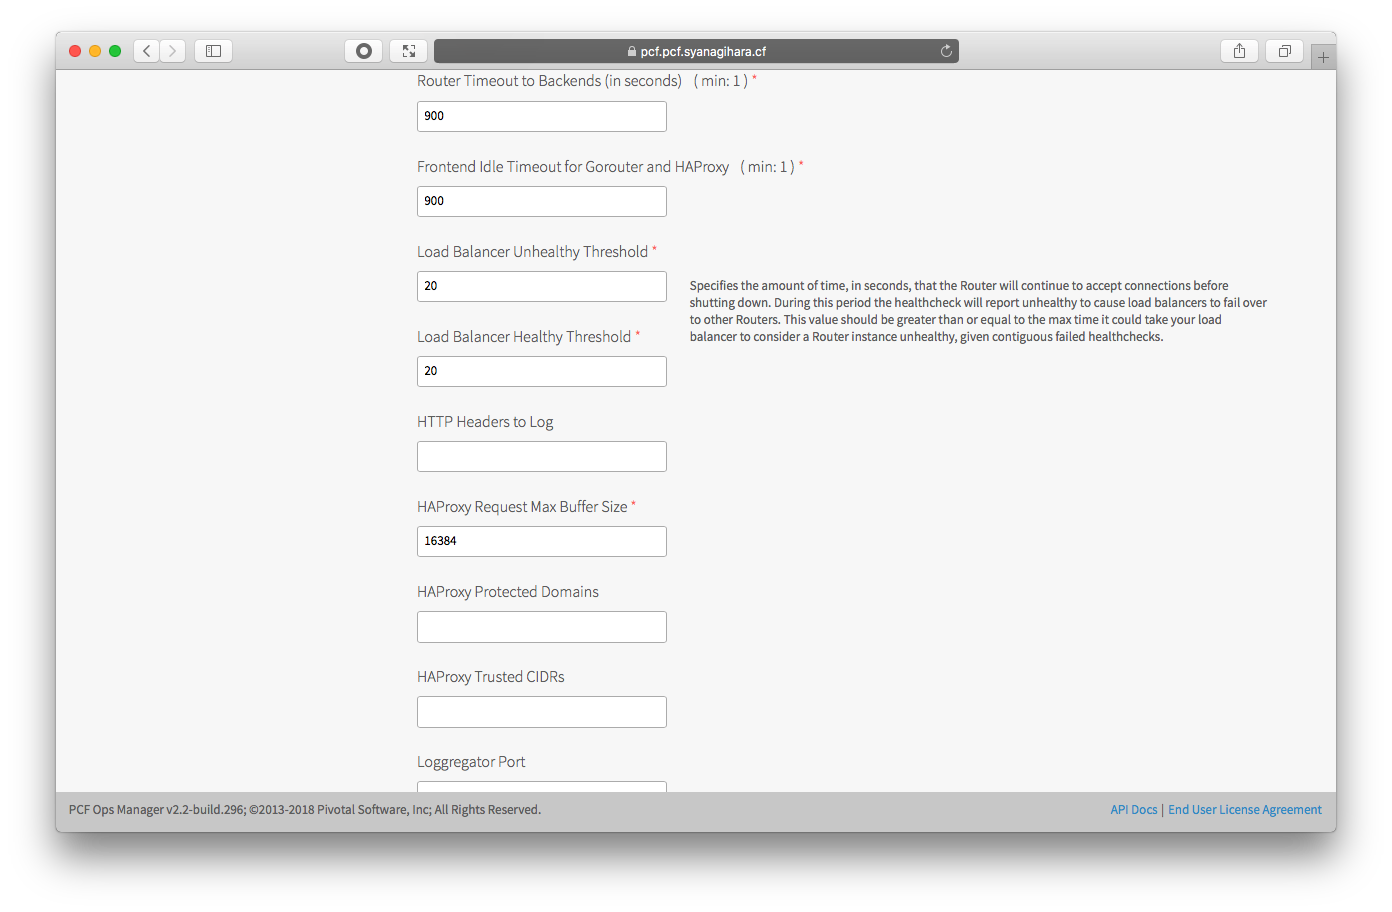 pcf.pcf.syanagihara.cf
Router Timeout to Backends (in seconds) ( min: 1 ) *
900
Frontend Idle Timeout for Gorouter and HAProxy ( min: 1 ) *
900
Load Balancer Unhealthy Threshold *
20
Specifies the amount of time, in seconds, that the Router will continue to accept connections before
shutting down. During this period the healthcheck will report unhealthy to cause load balancers to fail over
to other Routers. This value should be greater than or equal to the max time it could take your load
balancer to consider a Router instance unhealthy, given contiguous failed healthchecks.
Load Balancer Healthy Threshold *
20
HTTP Headers to Log
HAProxy Request Max Buffer Size *
16384
HAProxy Protected Domains
HAProxy Trusted CIDRs
Loggregator Port
PCF Ops Manager v2.2-build.296; ©2013-2018 Pivotal Software, Inc; All Rights Reserved.
API Docs | End User License Agreement